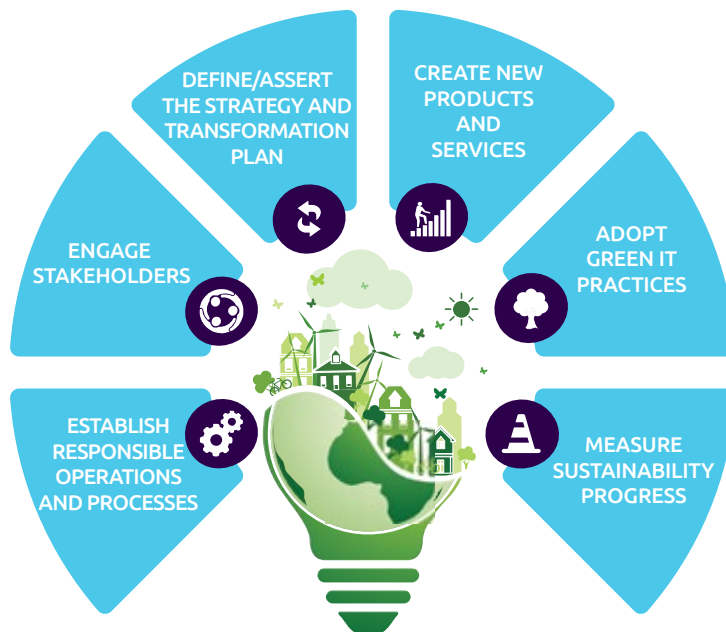 DEFINE/ASSERT
THE STRATEGY AND
TRANSFORMATION
PLAN
CREATE NEW
PRODUCTS
AND
SERVICES
ENGAGE
STAKEHOLDERS
ADOPT
GREEN IT
PRACTICES
ESTABLISH
RESPONSIBLE
OPERATIONS
AND PROCESSES
MEASURE
SUSTAINABILITY
PROGRESS